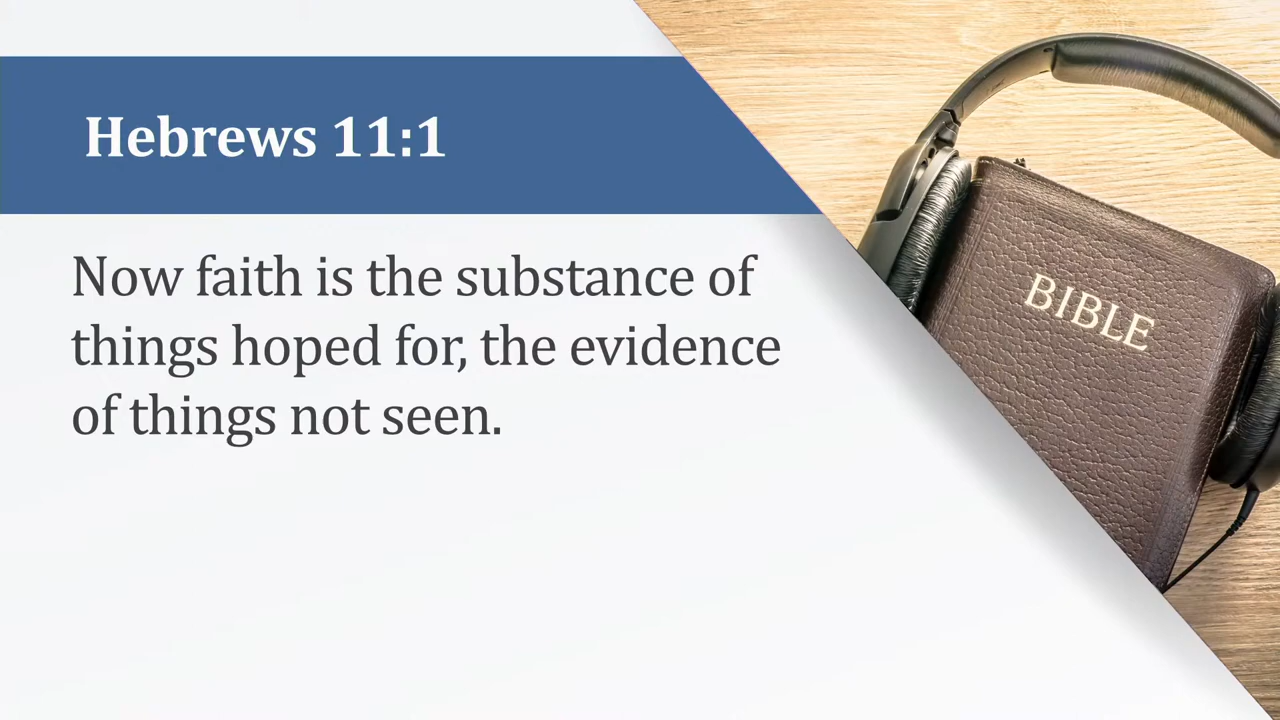 Hebrews 11:1
Now faith is the substance of
things hoped for, the evidence
of things not seen.
BIBLE